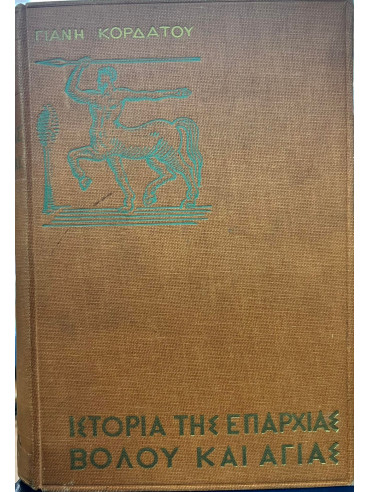 ΓΙΑΝΗ ΚΟΡΔΑΤΟΥ
ΙΣΤΟΡΙΑ ΤΗΣ ΕΠΑΡΧΙΑΣ
ΒΟΛΟΥ ΚΑΙ ΑΓΙΑΣ